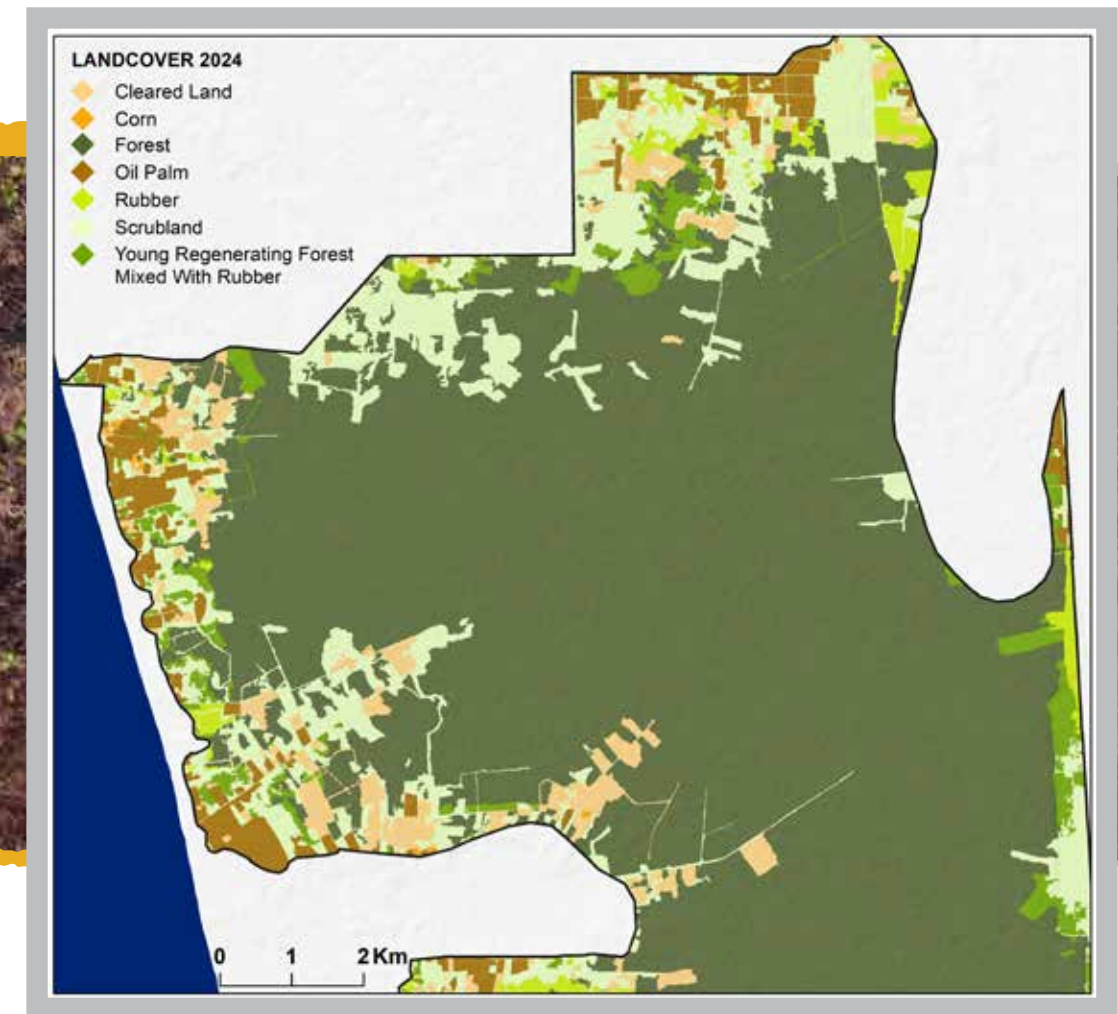 LANDCOVER 2024
Cleared Land
Corn
Forest
Oil Palm
Rubber
Scrubland
Young Regenerating Forest
Mixed With Rubber
0 1 2 Km